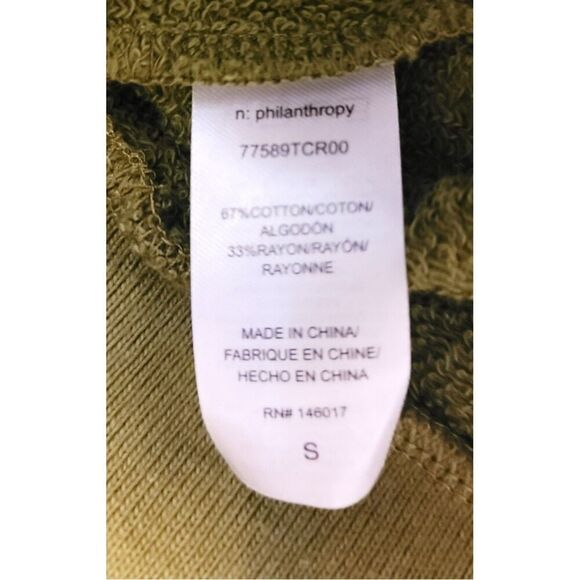 n: philanthropy
77589TCR00
67%COTTON/COTON/
ALGODÓN
33%RAYON/RAYÓN/
RAYONNE
MADE IN CHINA/
FABRIQUE EN CHINE/
HECHO EN CHINA
RN# 146017
S